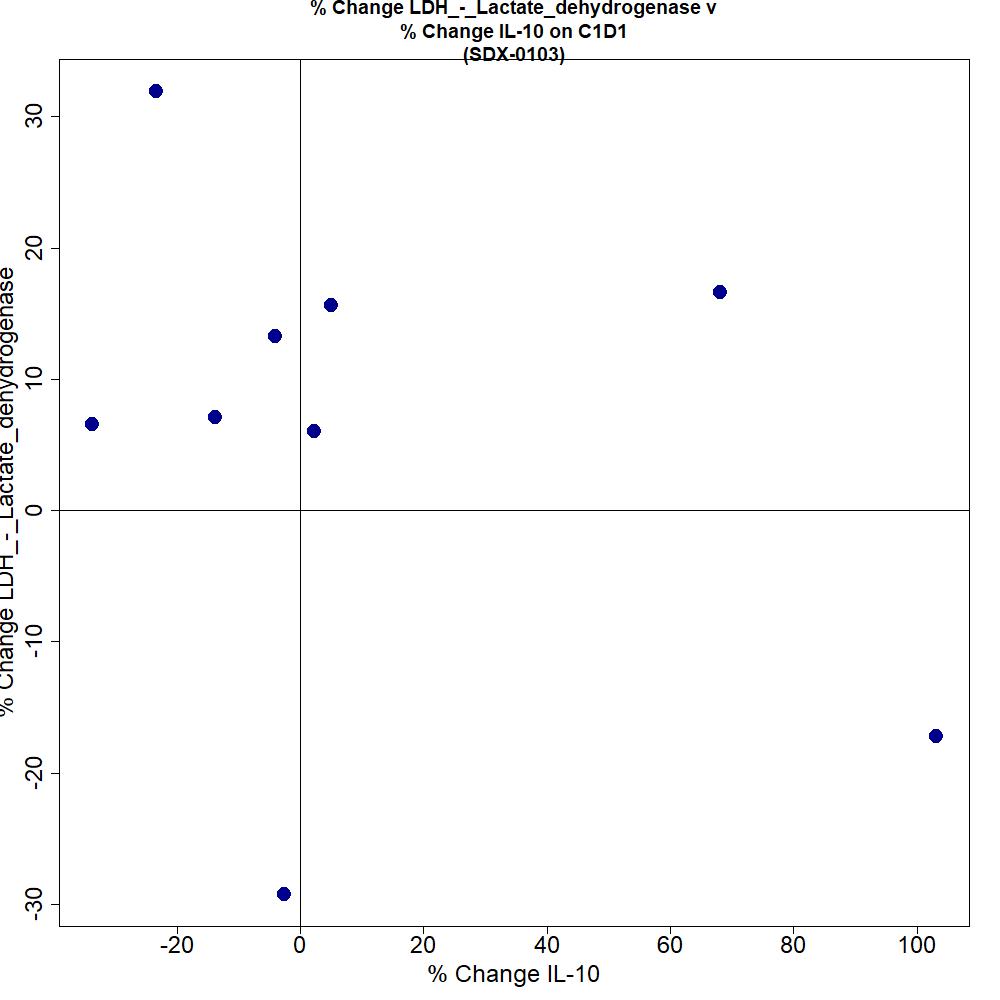 % Change LDH_-_Lactate_dehydrogenase v
% Change IL-10 on C1D1
(SDX-0103)
% Change LDH_-_Lactate_dehydrogenase
30
20
10
0
-10
-20
-30
-20 0 20 40 60 80 100
% Change IL-10